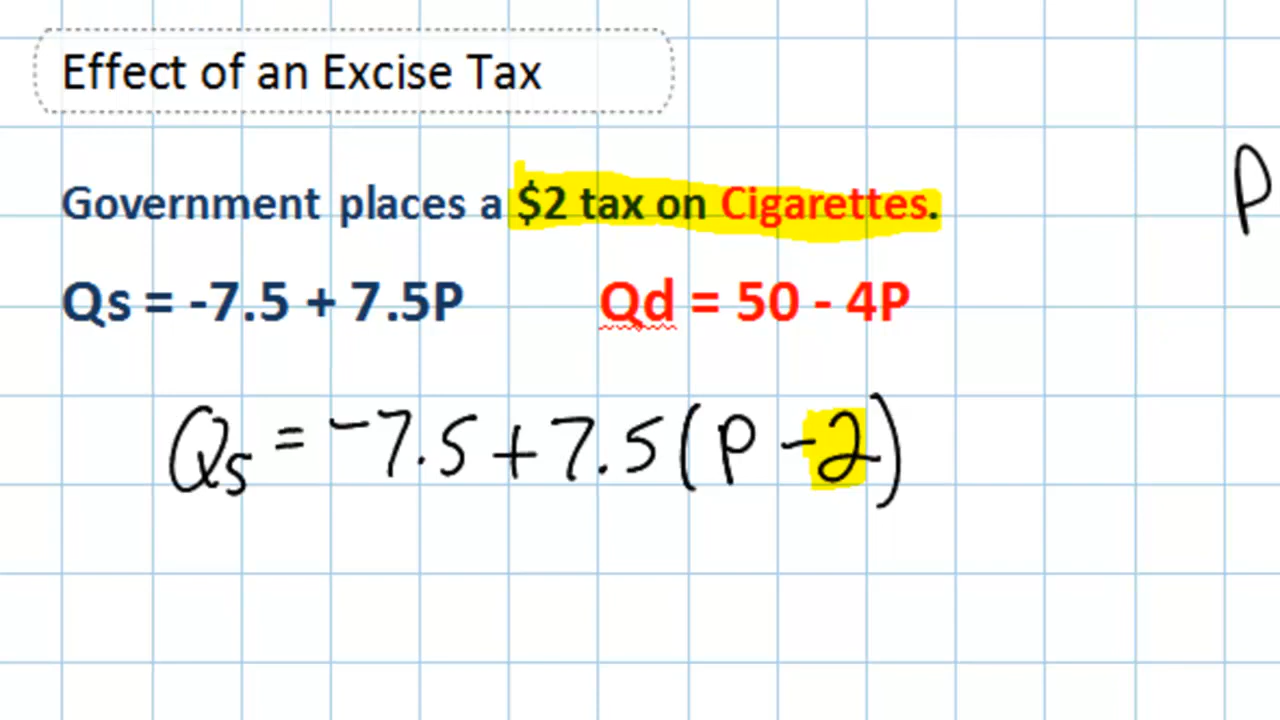 Effect of an Excise Tax
Government places a $2 tax on Cigarettes.
P
Qs = -7.5 + 7.5P Qd = 50 - 4P
Qs = -7.5 + 7.5(P - 2)